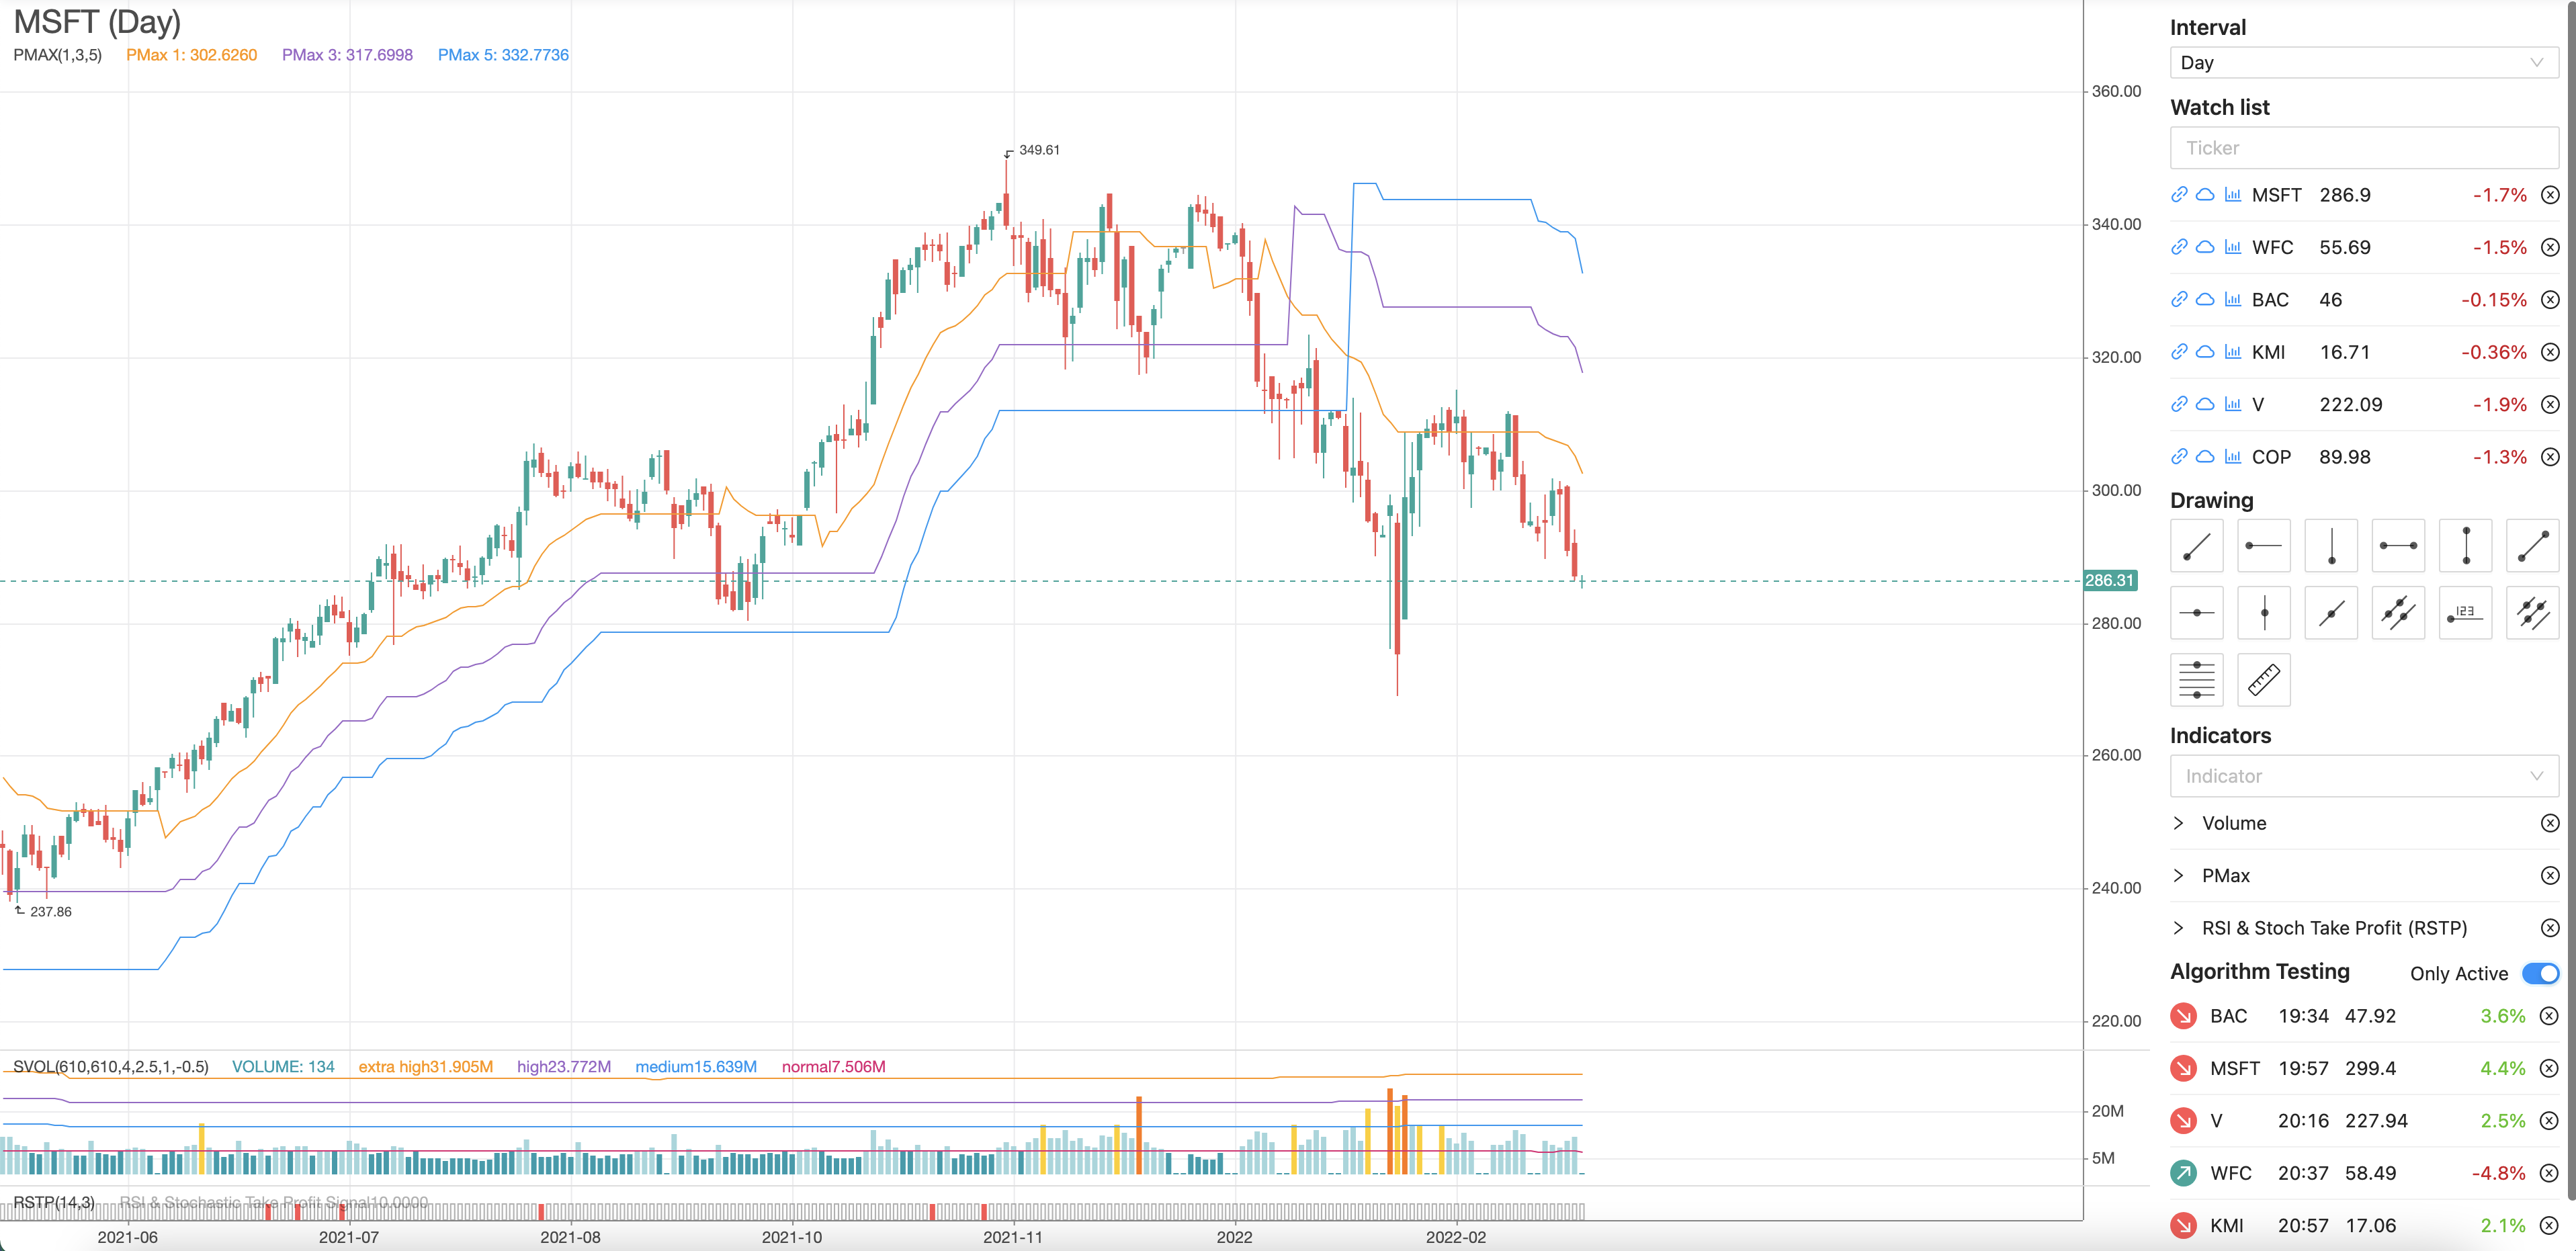 MSFT (Day)
PMAX(1,3,5) PMax 1: 302.6260 PMax 3: 317.6998 PMax 5: 332.7736
349.61
237.86
360.00
340.00
320.00
300.00
286.31
280.00
260.00
240.00
220.00
SVOL(610,610,4,2.5,1,-0.5) VOLUME: 134 extra high31.905M high23.772M medium15.639M normal7.506M
20M
5M
RSTP(14,3) RSI & Stochastic Take Profit Signal10.0000
2021-06 2021-07 2021-08 2021-10 2021-11 2022 2022-02
Interval
Day
Watch list
Ticker
MSFT 286.9 -1.7%
WFC 55.69 -1.5%
BAC 46 -0.15%
KMI 16.71 -0.36%
V 222.09 -1.9%
COP 89.98 -1.3%
Drawing
123
Indicators
Indicator
Volume
PMax
RSI & Stoch Take Profit (RSTP)
Algorithm Testing Only Active
BAC 19:34 47.92 3.6%
MSFT 19:57 299.4 4.4%
V 20:16 227.94 2.5%
WFC 20:37 58.49 -4.8%
KMI 20:57 17.06 2.1%